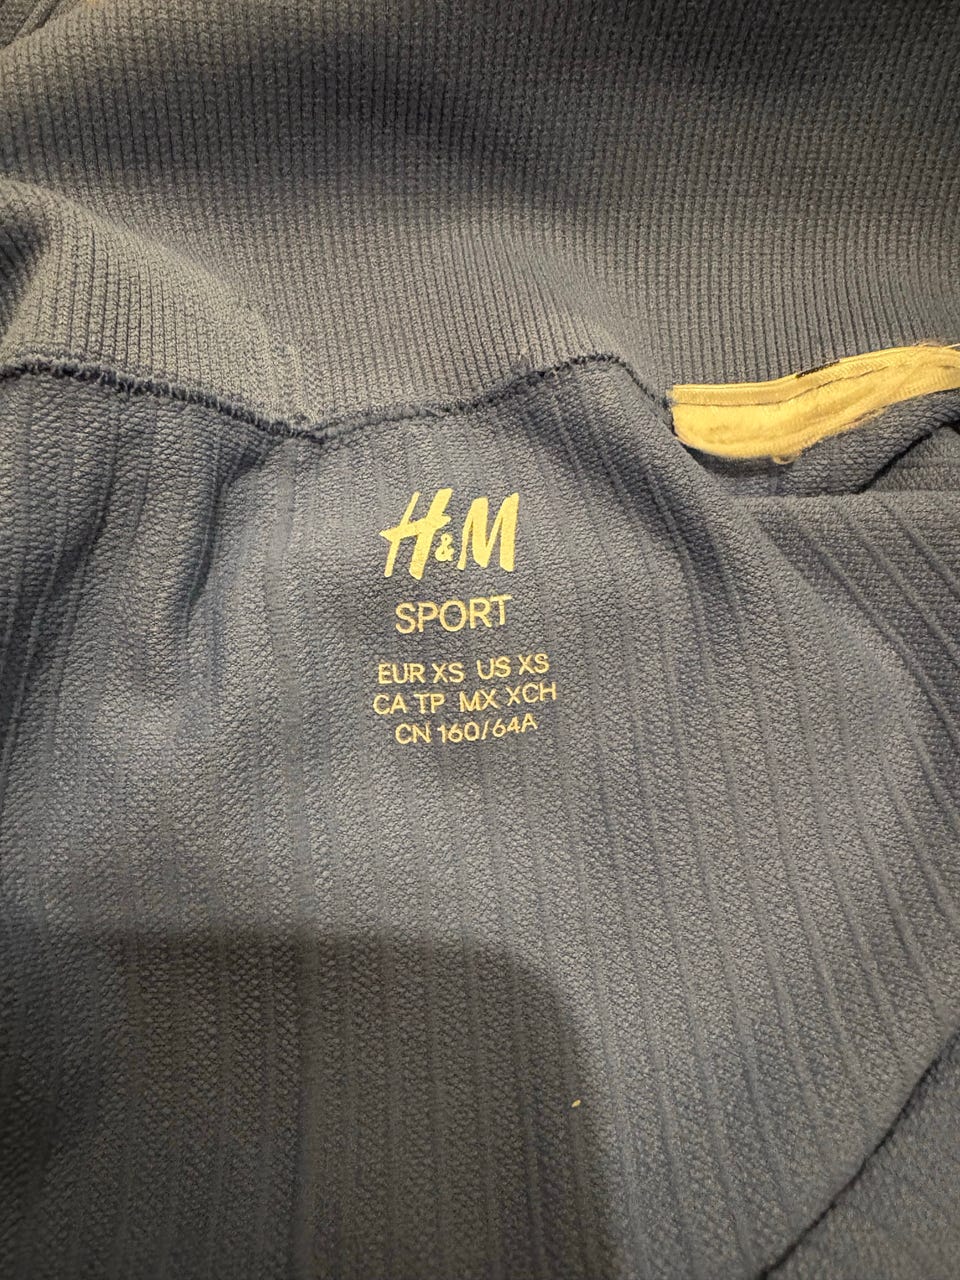 H&M
SPORT
EUR XS US XS
CA TP MX XCH
CN 160/64A